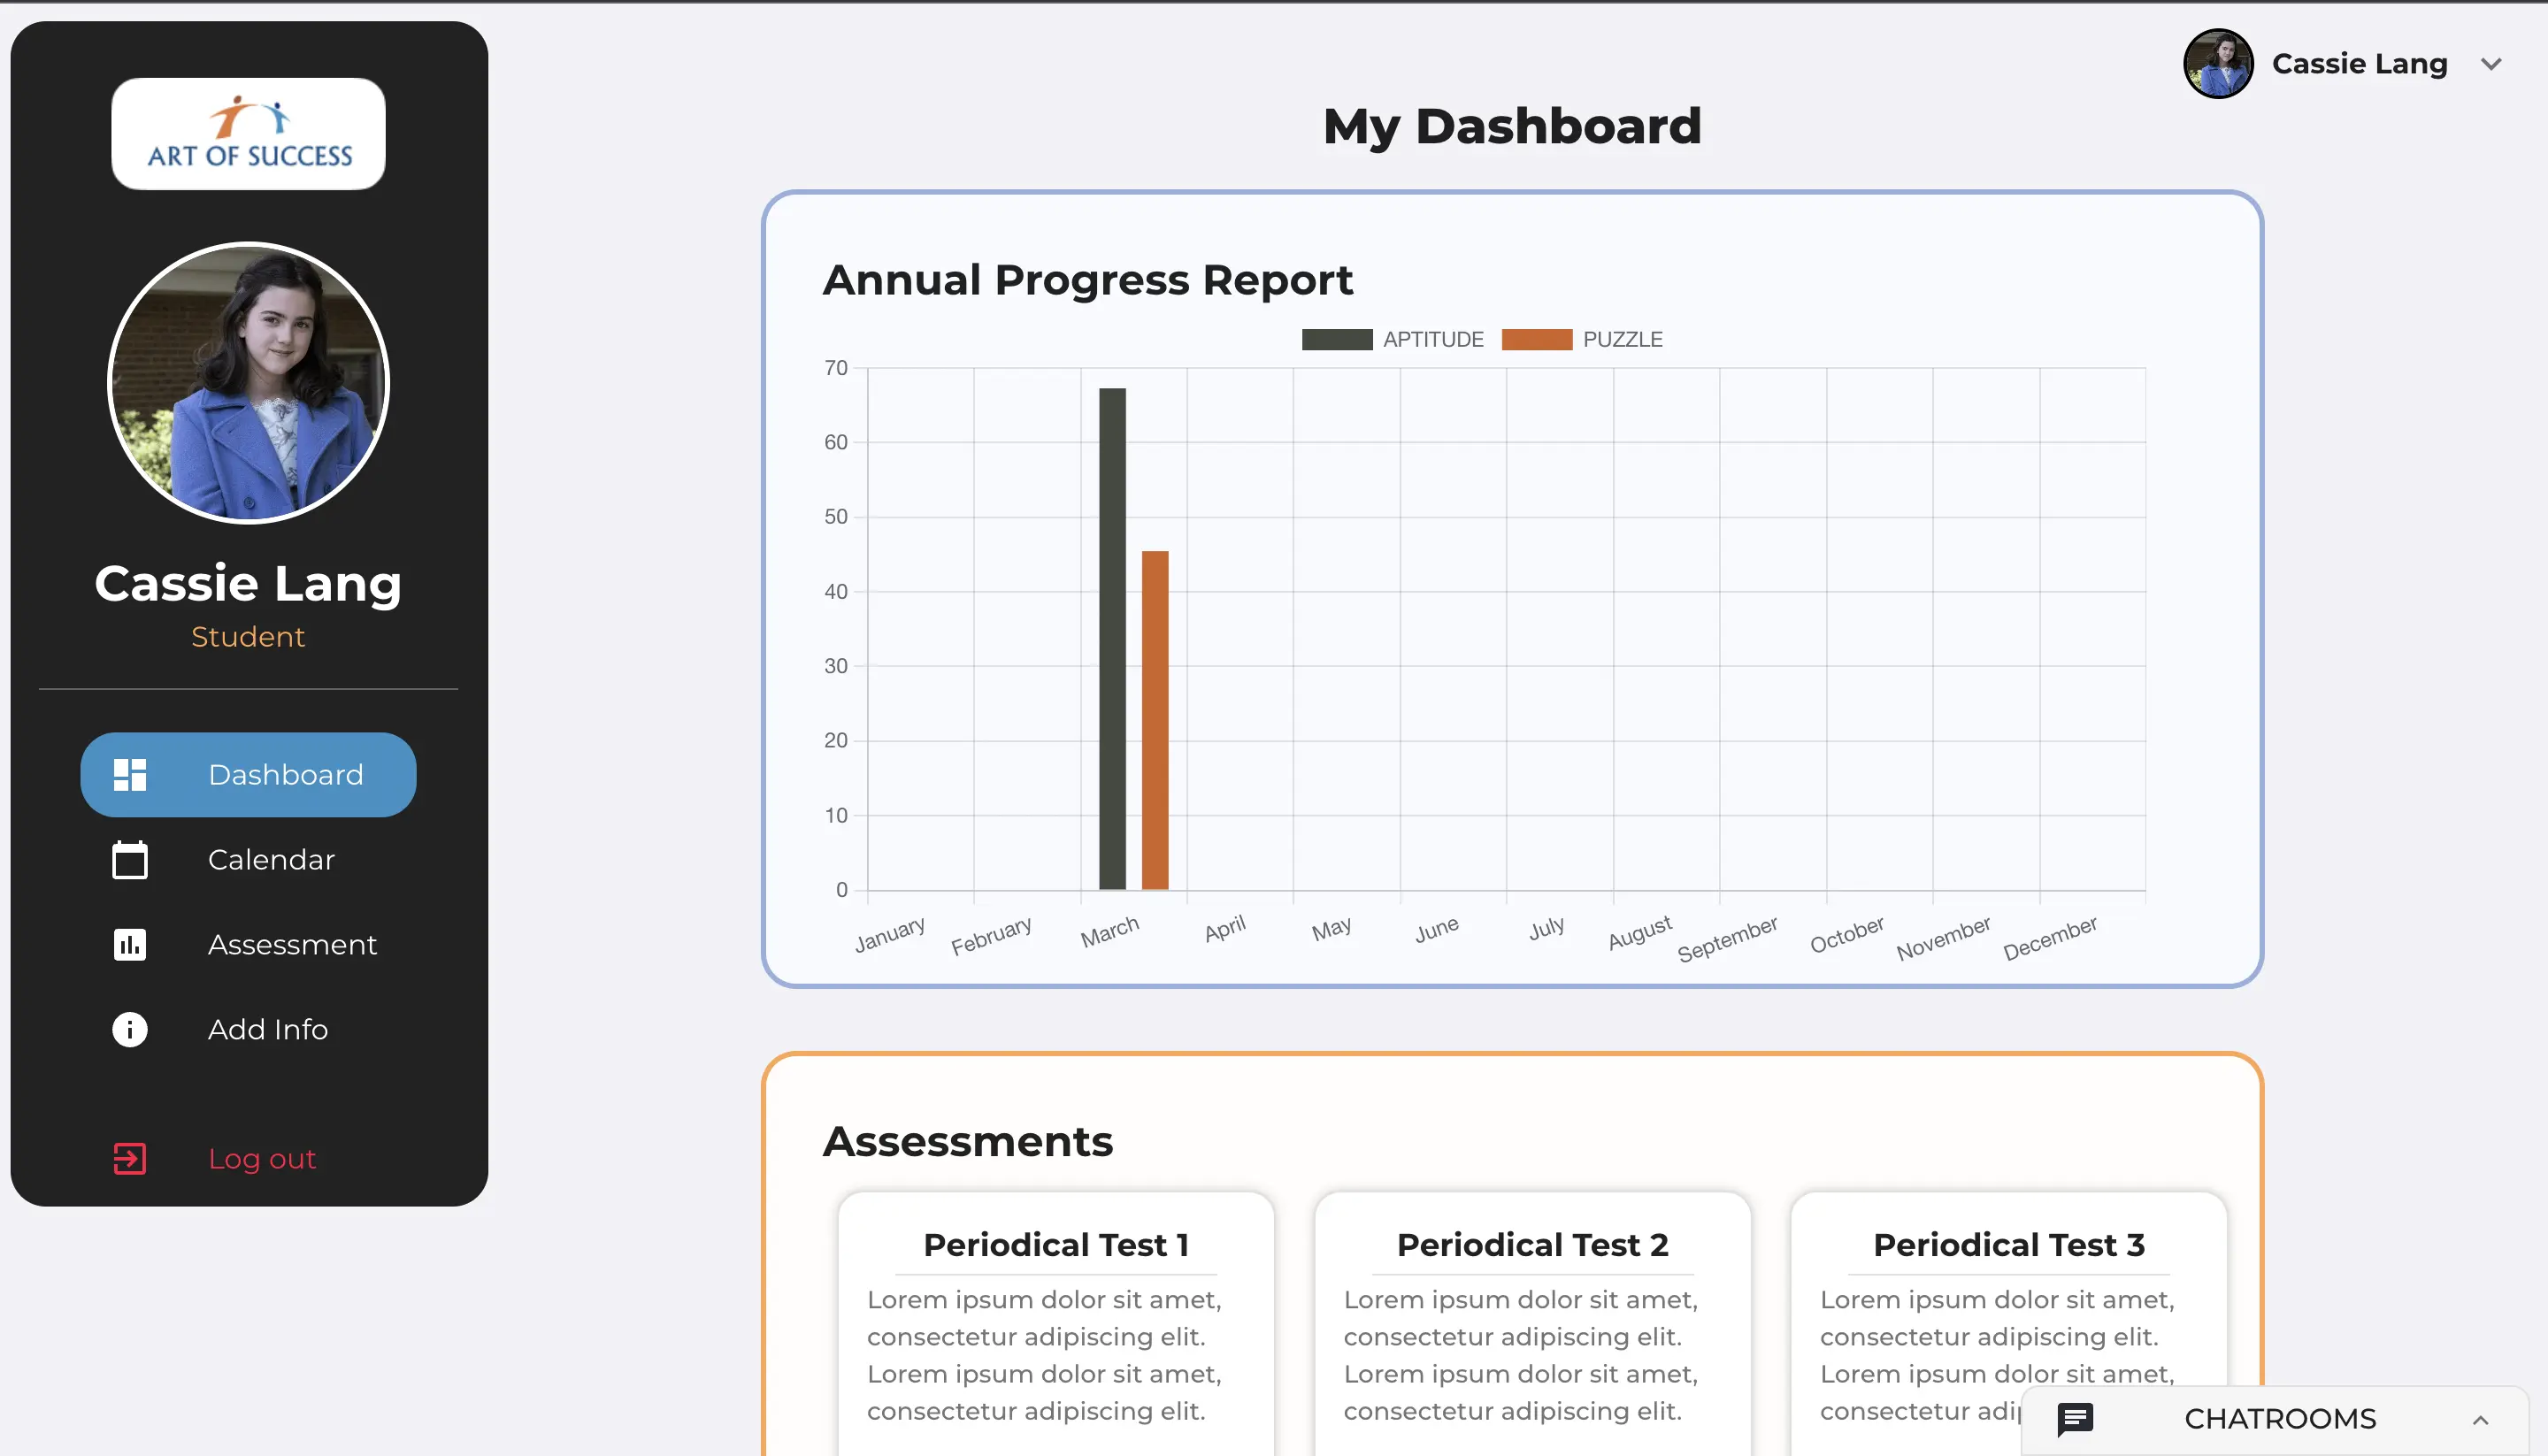 ART OF SUCCESS
Cassie Lang
Student
Dashboard
Calendar
Assessment
Add Info
Log out
Cassie Lang
My Dashboard
Annual Progress Report
APTITUDE PUZZLE
70
60
50
40
30
20
10
0
January February March April May June July August September October November December
Assessments
Periodical Test 1
Lorem ipsum dolor sit amet,
consectetur adipiscing elit.
Lorem ipsum dolor sit amet,
consectetur adipiscing elit.
Periodical Test 2
Lorem ipsum dolor sit amet,
consectetur adipiscing elit.
Lorem ipsum dolor sit amet,
consectetur adipiscing elit.
Periodical Test 3
Lorem ipsum dolor sit amet,
consectetur adipiscing elit.
Lorem ipsum dolor sit amet,
consectetur
CHATROOMS